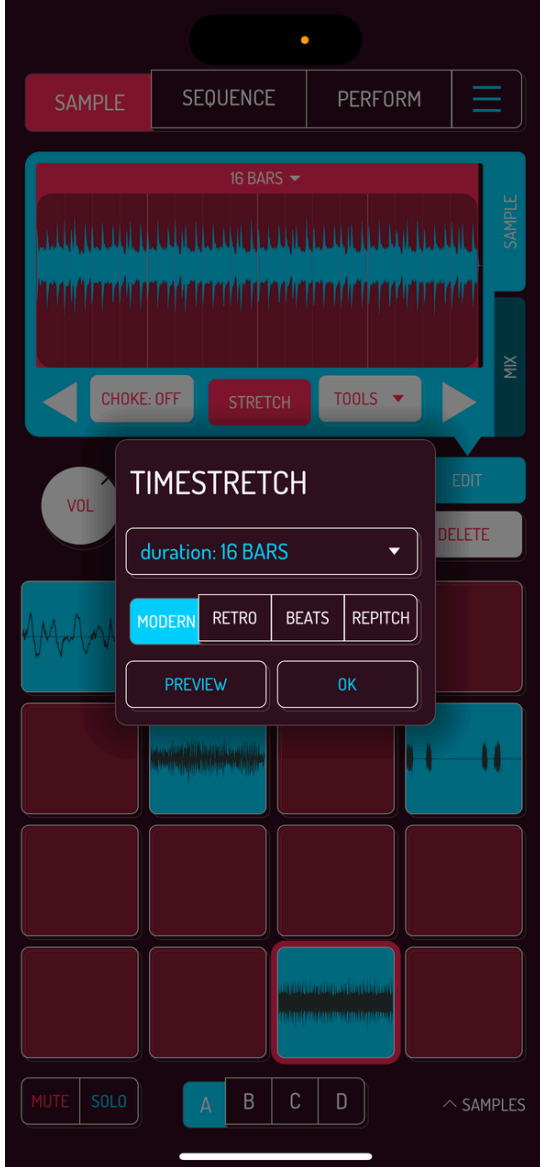 SAMPLE SEQUENCE PERFORM
16 BARS
SAMPLE
MIX
CHOKE: OFF STRETCH TOOLS
VOL
EDIT
DELETE
TIMESTRETCH
duration: 16 BARS
MODERN RETRO BEATS REPITCH
PREVIEW OK
MUTE SOLO A B C D SAMPLES